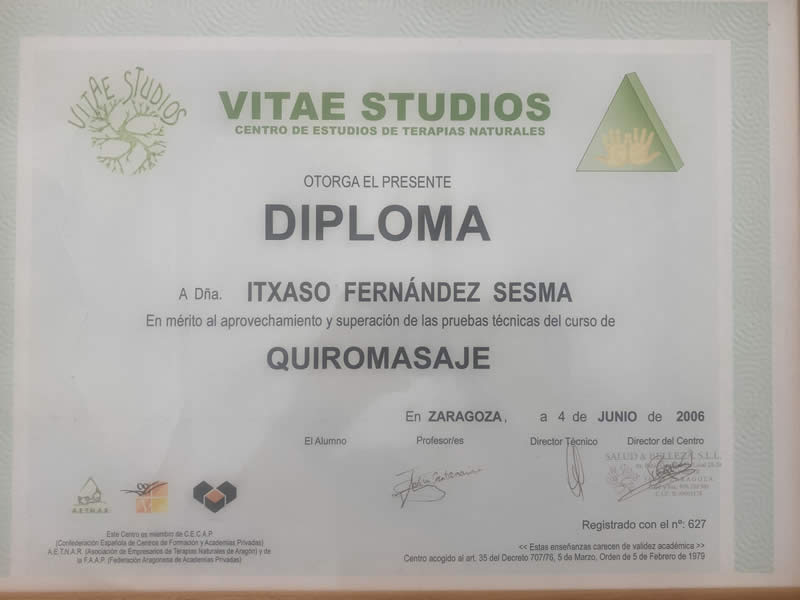 VITAE STUDIOS
VITAE STUDIOS
CENTRO DE ESTUDIOS DE TERAPIAS NATURALES
OTORGA EL PRESENTE
DIPLOMA
A Dña. ITXASO FERNÁNDEZ SESMA
En mérito al aprovechamiento y superación de las pruebas técnicas del curso de
QUIROMASAJE
En ZARAGOZA, a 4 de JUNIO de 2006
El Alumno Profesor/es Director Técnico Director del Centro
SALUD & BELLEZA S.L.L.
ZARAGOZA
A.E.T.N.A.R.
Registrado con el nº: 627
Este Centro es miembro de C.E.C.A.P.
(Confederación Española de Centros de Formación y Academias Privadas)
A.E.T.N.A.R. (Asociación de Empresarios de Terapias Naturales de Aragón) y de
la F.A.A.P. (Federación Aragonesa de Academias Privadas)
<< Estas enseñanzas carecen de validez académica >>
Centro acogido al art. 35 del Decreto 707/76, 5 de Marzo, Orden de 5 de Febrero de 1979